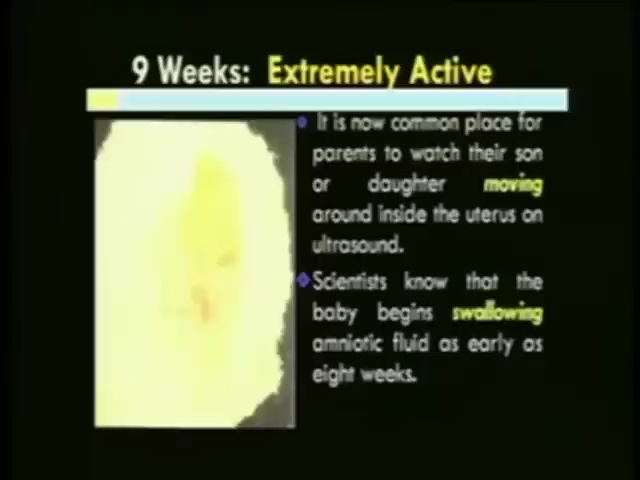 9 Weeks: Extremely Active
It is now common place for
parents to watch their son
or daughter moving
around inside the uterus on
ultrasound.
Scientists know that the
baby begins swallowing
amniotic fluid as early as
eight weeks.